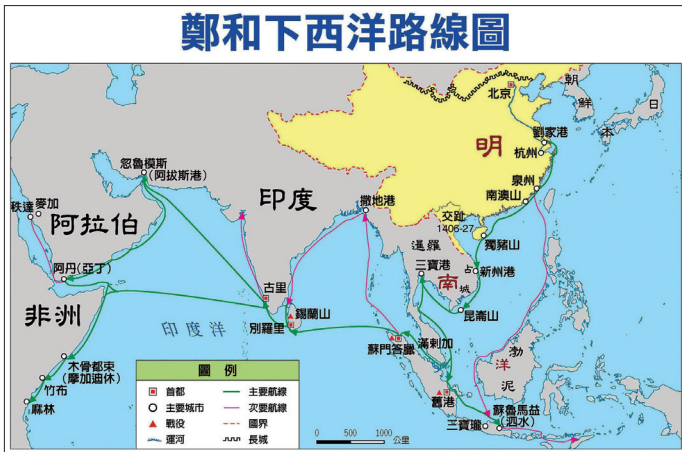 鄭和下西洋路線圖
北京
朝鮮
日本
明
劉家港
杭州
泉州
南澳山
忽魯模斯
(阿拔斯港)
印度
撒地港
交趾
1406-27
獨豬山
秩達
麥加
阿拉伯
暹羅
三寶港
占城
新州港
阿丹(亞丁)
古里
錫蘭山
南
崑崙山
非洲
印度洋
別羅里
蘇門答臘
滿剌加
渤泥
洋
木骨都束
(摩加迪休)
竹布
麻林
舊港
三寶瓏
蘇魯馬益
(泗水)
圖例
首都
主要航線
主要城市
次要航線
戰役
國界
運河
長城
0 500 1000
公里